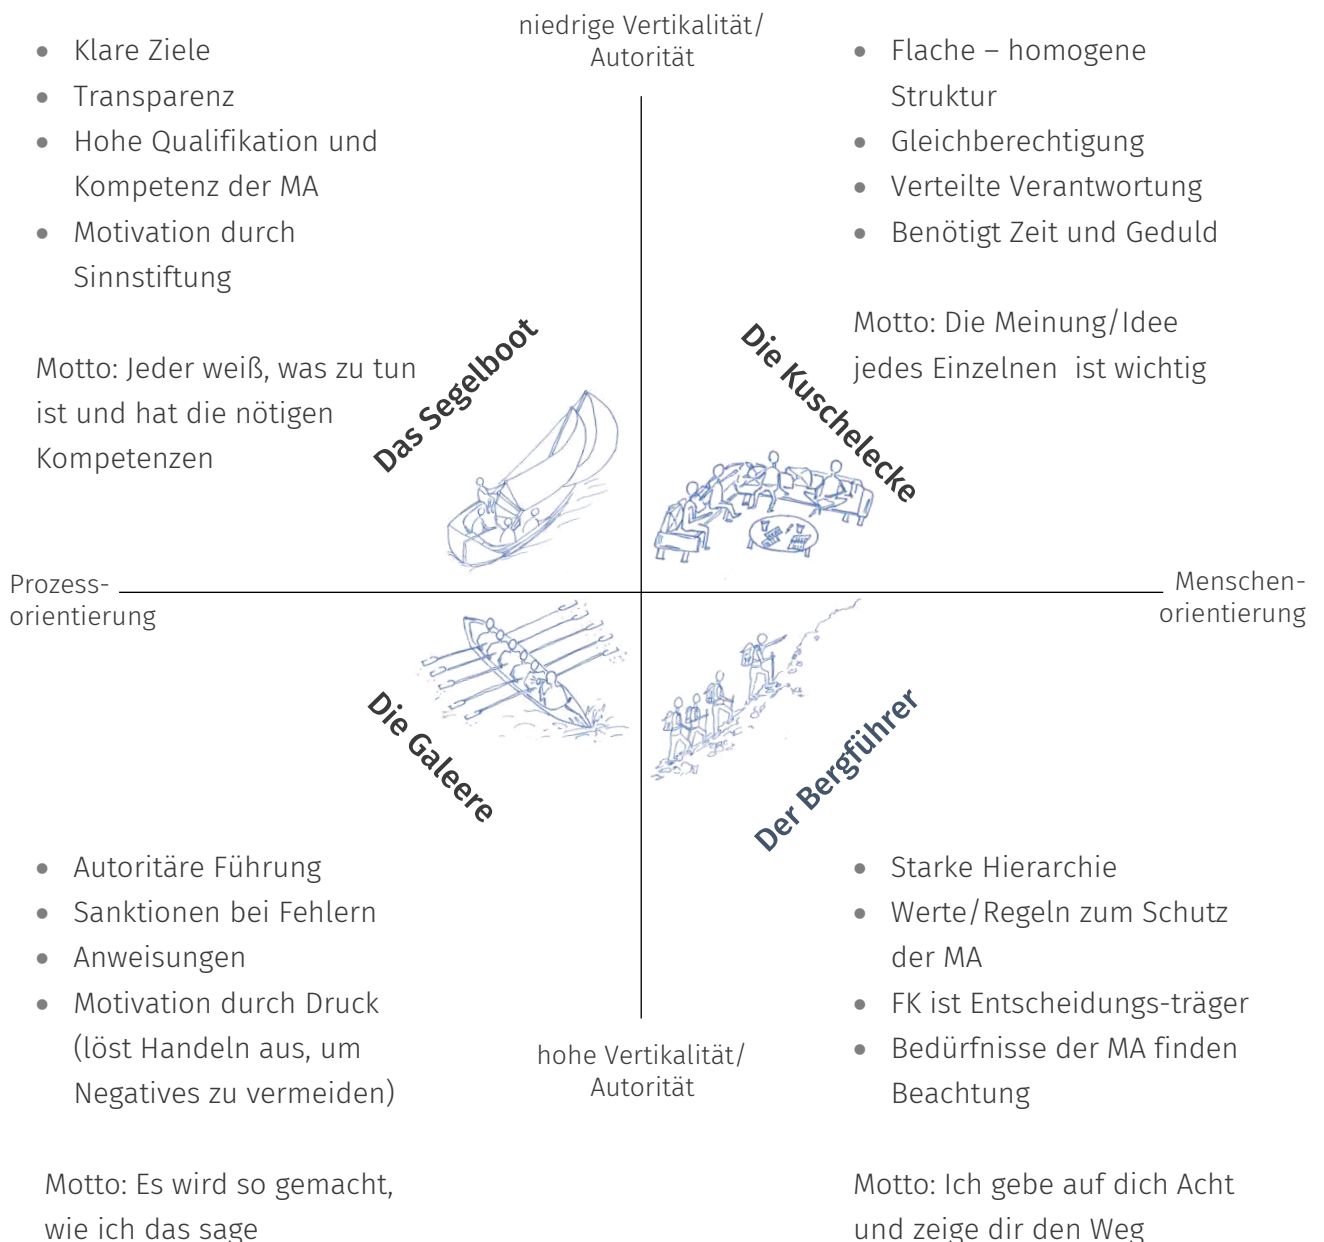 niedrige Vertikalität/
Autorität
• Klare Ziele
• Transparenz
• Hohe Qualifikation und
Kompetenz der MA
• Motivation durch
Sinnstiftung
Motto: Jeder weiß, was zu tun
ist und hat die nötigen
Kompetenzen
Das Segelboot
• Flache – homogene
Struktur
• Gleichberechtigung
• Verteilte Verantwortung
• Benötigt Zeit und Geduld
Motto: Die Meinung/Idee
jedes Einzelnen  ist wichtig
Die Kuschelecke
Prozess-
orientierung
Menschen-
orientierung
Die Galeere
• Autoritäre Führung
• Sanktionen bei Fehlern
• Anweisungen
• Motivation durch Druck
(löst Handeln aus, um
Negatives zu vermeiden)
Motto: Es wird so gemacht,
wie ich das sage
hohe Vertikalität/
Autorität
Der Bergführer
• Starke Hierarchie
• Werte/Regeln zum Schutz
der MA
• FK ist Entscheidungs-träger
• Bedürfnisse der MA finden
Beachtung
Motto: Ich gebe auf dich Acht
und zeige dir den Weg